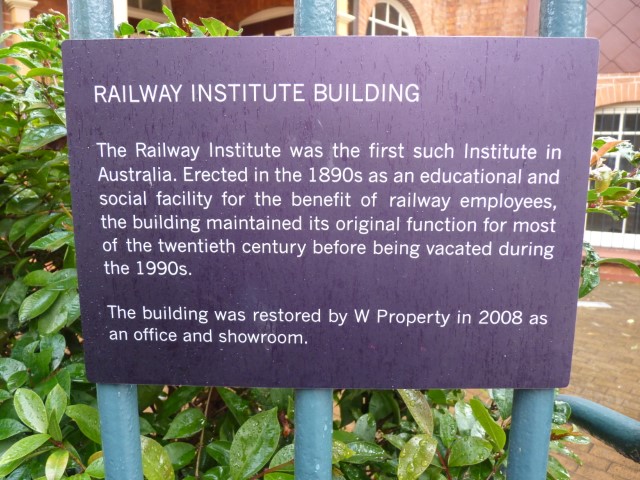 RAILWAY INSTITUTE BUILDING
The Railway Institute was the first such Institute in
Australia. Erected in the 1890s as an educational and
social facility for the benefit of railway employees,
the building maintained its original function for most
of the twentieth century before being vacated during
the 1990s.
The building was restored by W Property in 2008 as
an office and showroom.